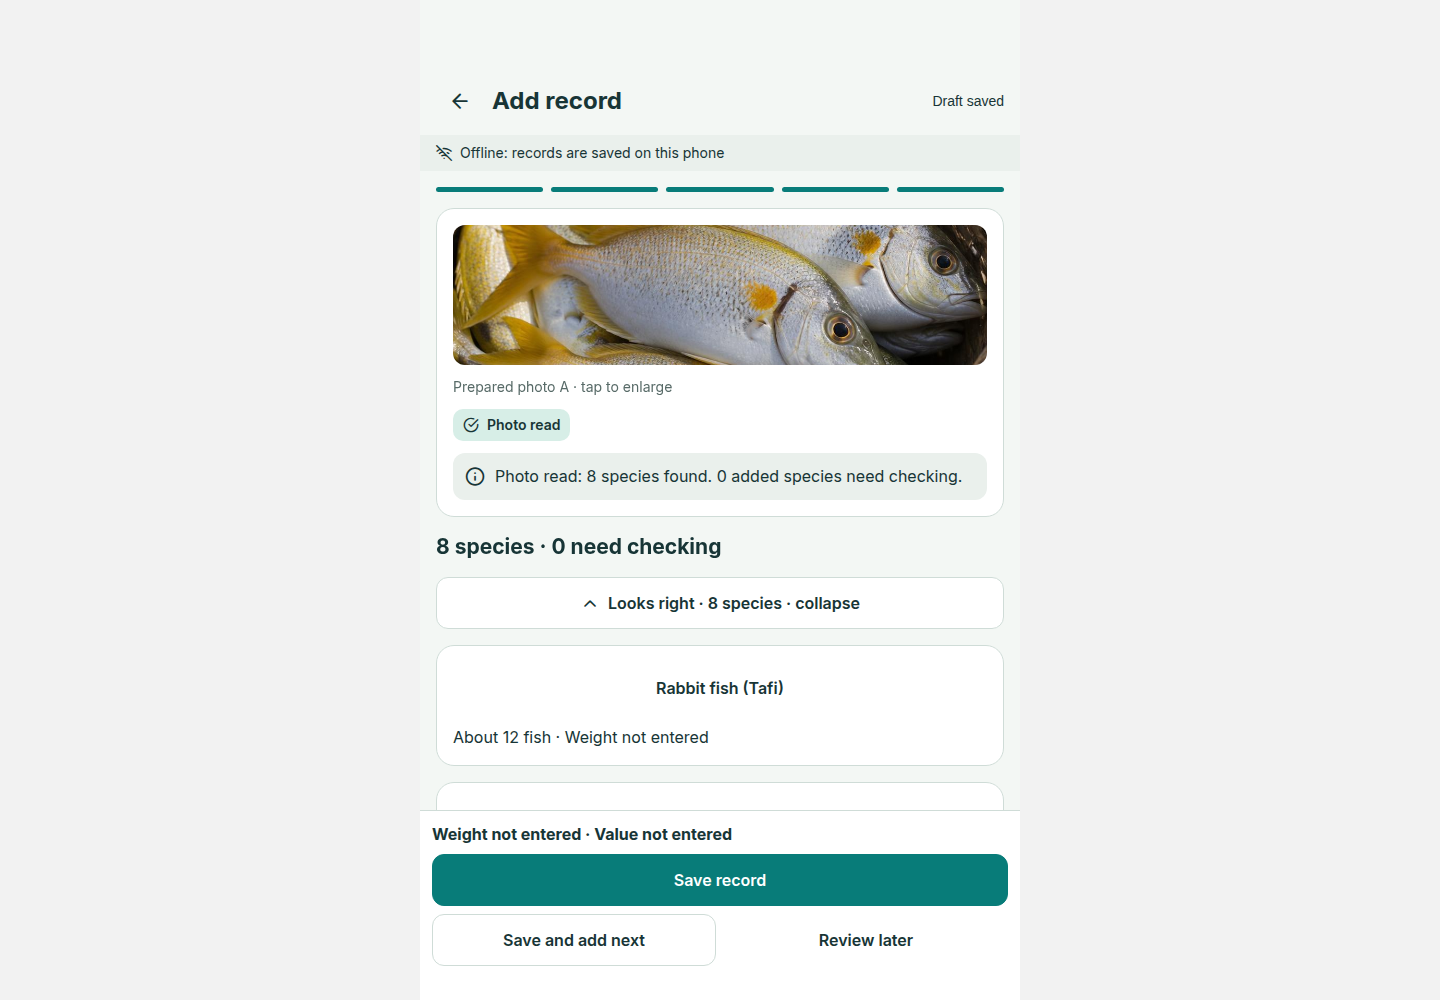 Add record
Draft saved
Offline: records are saved on this phone
Prepared photo A · tap to enlarge
Photo read
Photo read: 8 species found. 0 added species need checking.
8 species · 0 need checking
Looks right · 8 species · collapse
Rabbit fish (Tafi)
About 12 fish · Weight not entered
Weight not entered · Value not entered
Save record
Save and add next
Review later